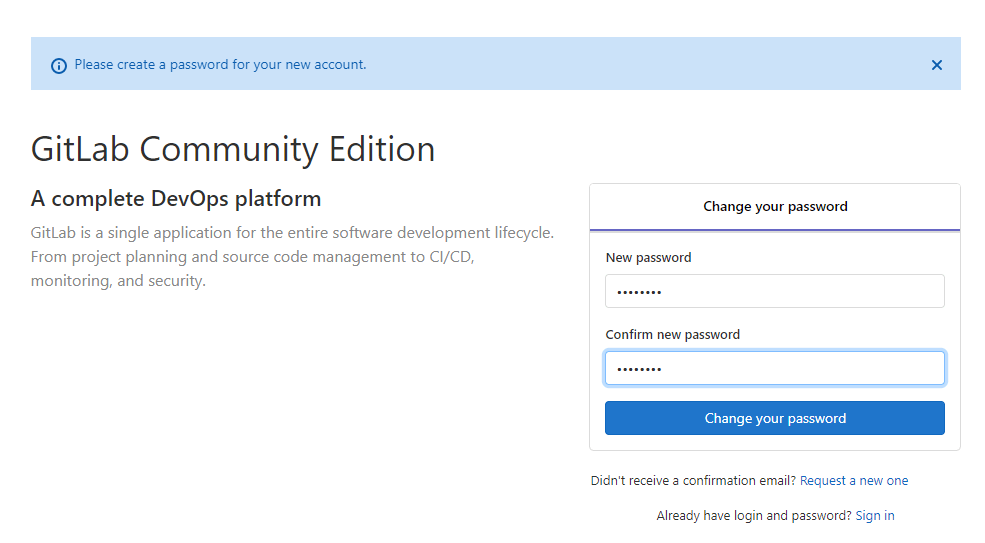 Please create a password for your new account.
GitLab Community Edition
A complete DevOps platform
GitLab is a single application for the entire software development lifecycle.
From project planning and source code management to CI/CD,
monitoring, and security.
Change your password
New password
••••••••
Confirm new password
••••••••
Change your password
Didn't receive a confirmation email? Request a new one
Already have login and password? Sign in